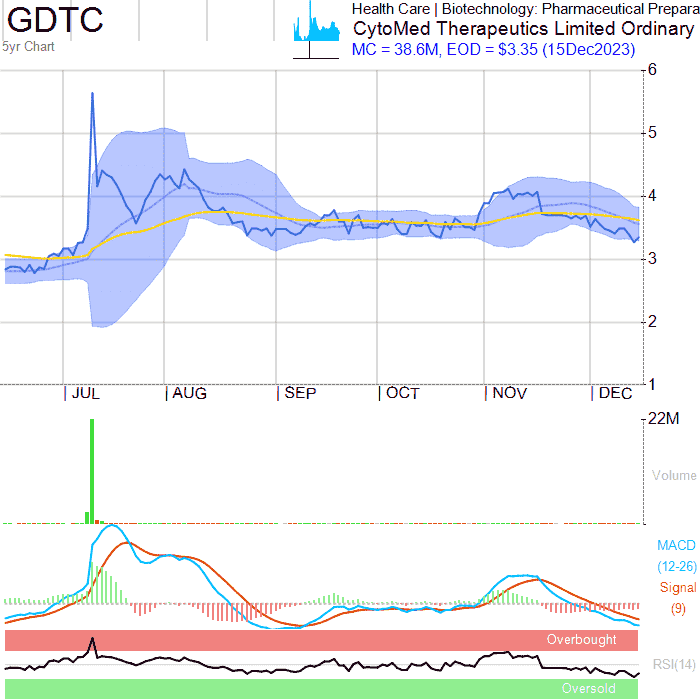 GDTC
5yr Chart
Health Care | Biotechnology: Pharmaceutical Prepara
CytoMed Therapeutics Limited Ordinary
MC = 38.6M, EOD = $3.35 (15Dec2023)
6
5
4
3
2
1
JUL AUG SEP OCT NOV DEC
22M
Volume
MACD
(12-26)
Signal
(9)
Overbought
RSI(14)
Oversold